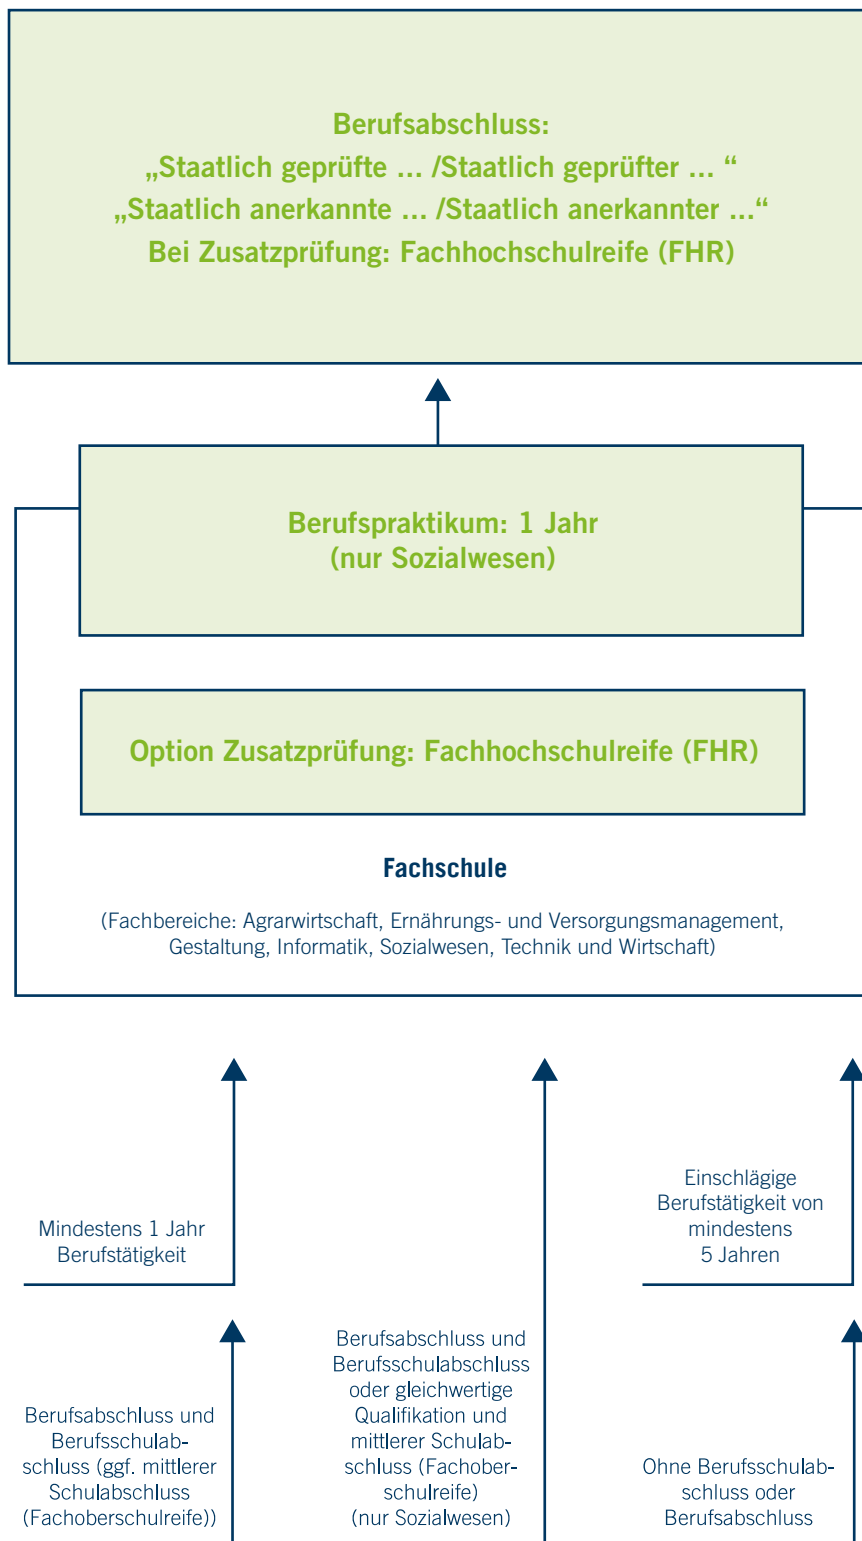 Berufsabschluss:
„Staatlich geprüfte ... /Staatlich geprüfter ... “
„Staatlich anerkannte ... /Staatlich anerkannter ...“
Bei Zusatzprüfung: Fachhochschulreife (FHR)
Berufspraktikum: 1 Jahr
(nur Sozialwesen)
Option Zusatzprüfung: Fachhochschulreife (FHR)
Fachschule
(Fachbereiche: Agrarwirtschaft, Ernährungs- und Versorgungsmanagement,
Gestaltung, Informatik, Sozialwesen, Technik und Wirtschaft)
Mindestens 1 Jahr
Berufstätigkeit
Einschlägige
Berufstätigkeit von
mindestens
5 Jahren
Berufsabschluss und
Berufsschulab-
schluss (ggf. mittlerer
Schulabschluss
(Fachoberschulreife))
Berufsabschluss und
Berufsschulabschluss
oder gleichwertige
Qualifikation und
mittlerer Schulab-
schluss (Fachober-
schulreife)
(nur Sozialwesen)
Ohne Berufsschulab-
schluss oder
Berufsabschluss